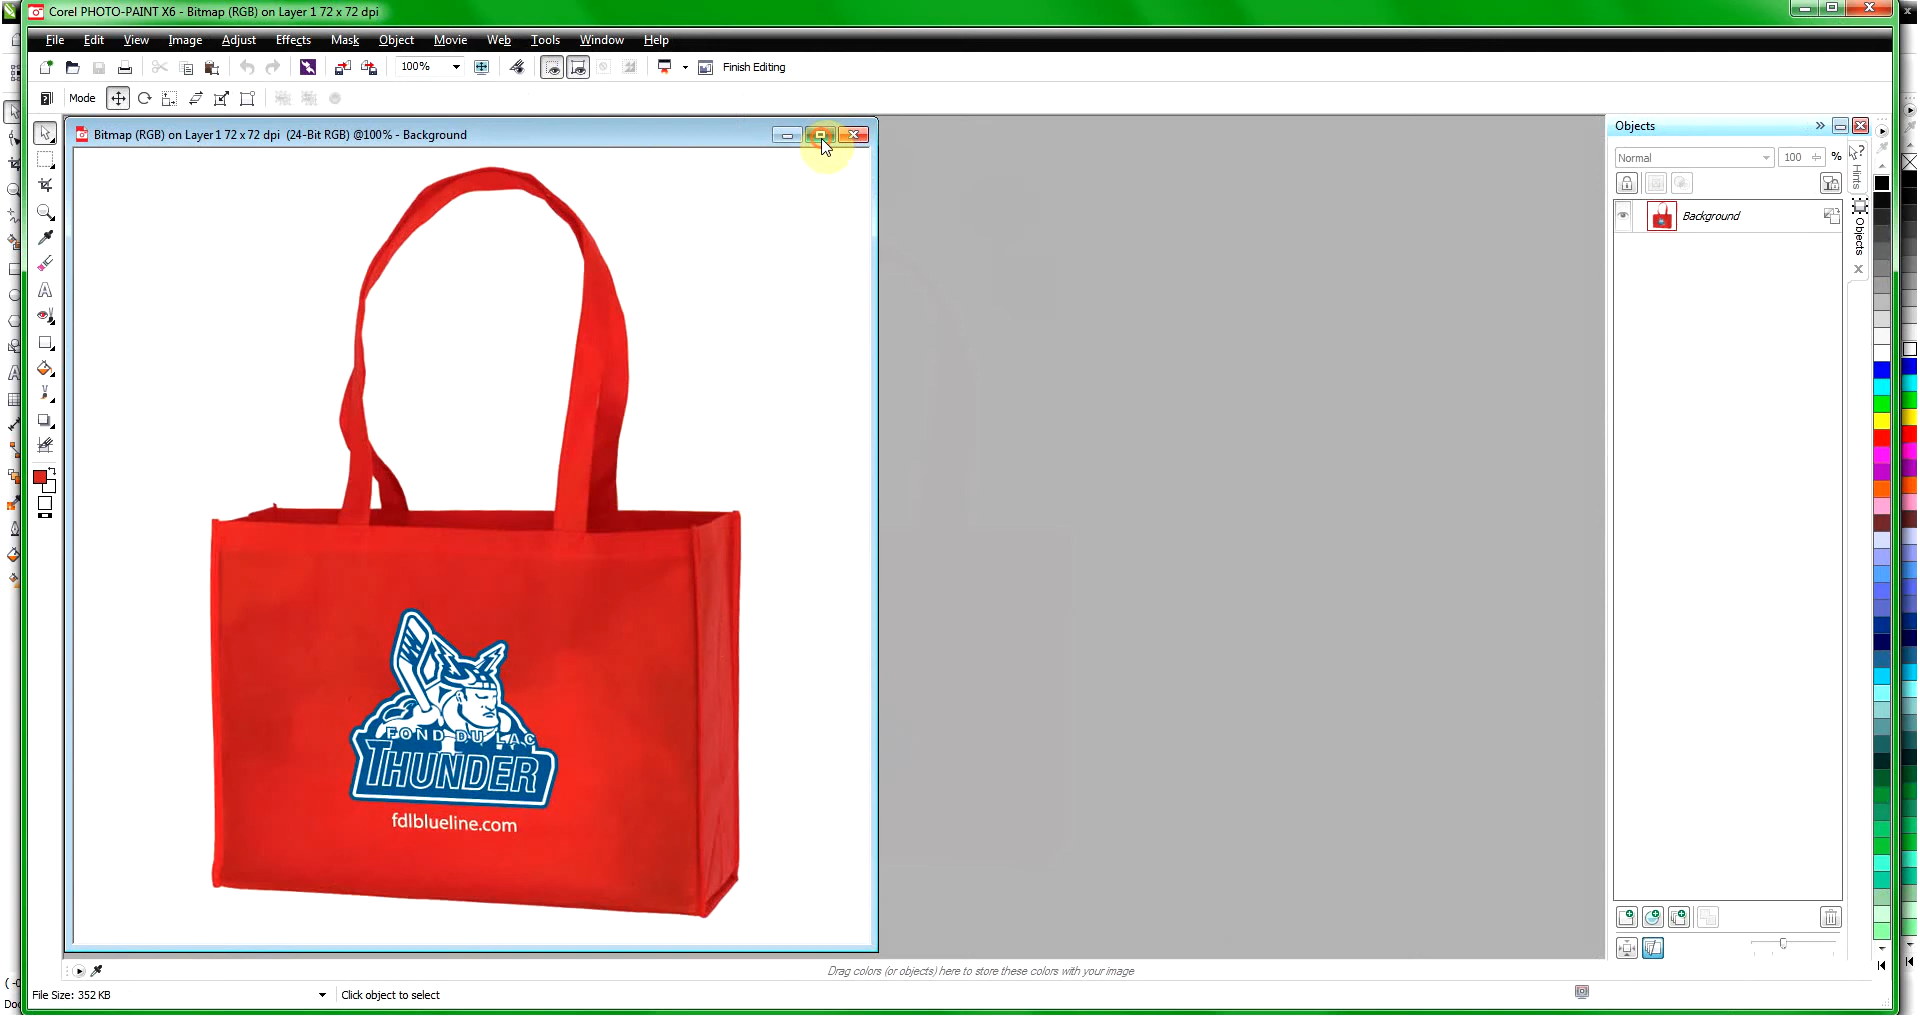 Corel PHOTO-PAINT X6 - Bitmap (RGB) on Layer 1 72 x 72 dpi
File Edit View Image Adjust Effects Mask Object Movie Web Tools Window Help
100% Finish Editing
Mode
Bitmap (RGB) on Layer 1 72 x 72 dpi (24-Bit RGB) @100% - Background
Objects
Normal 100 %
Hints
Background
Objects
FOND DU LAC
THUNDER
fdlblueline.com
Drag colors (or objects) here to store these colors with your image
File Size: 352 KB Click object to select